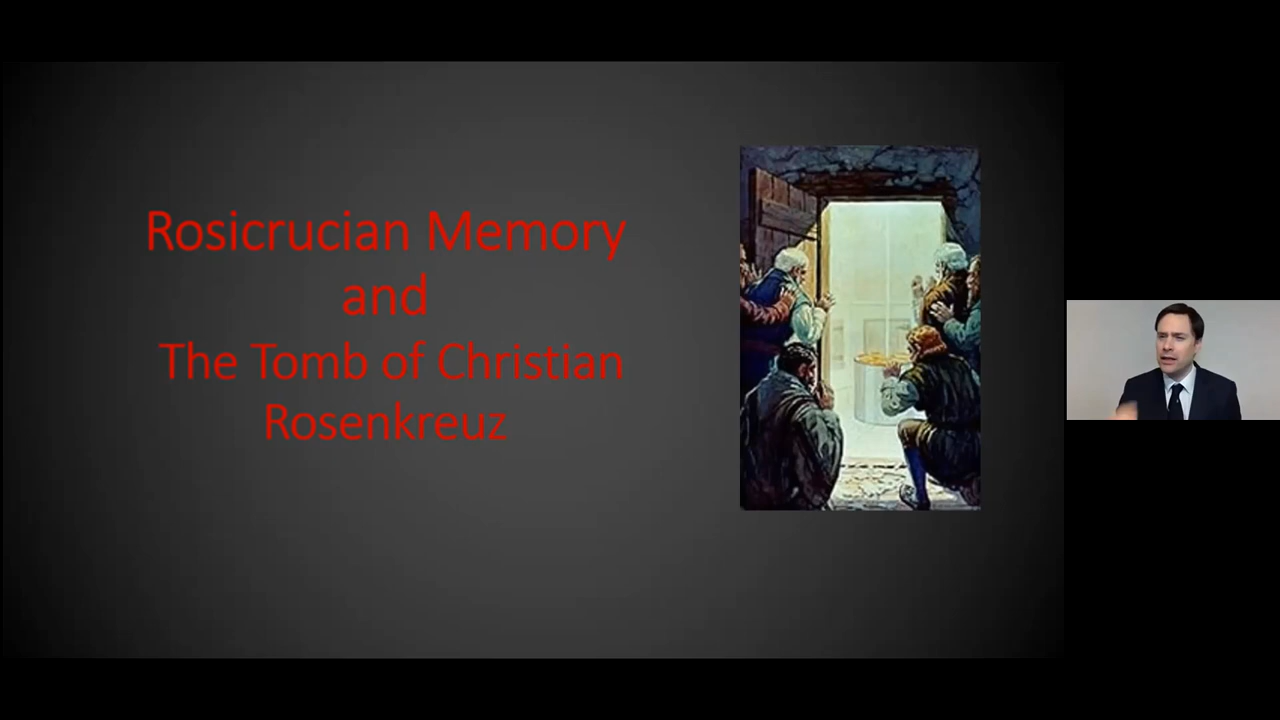 Rosicrucian Memory
and
The Tomb of Christian
Rosenkreuz